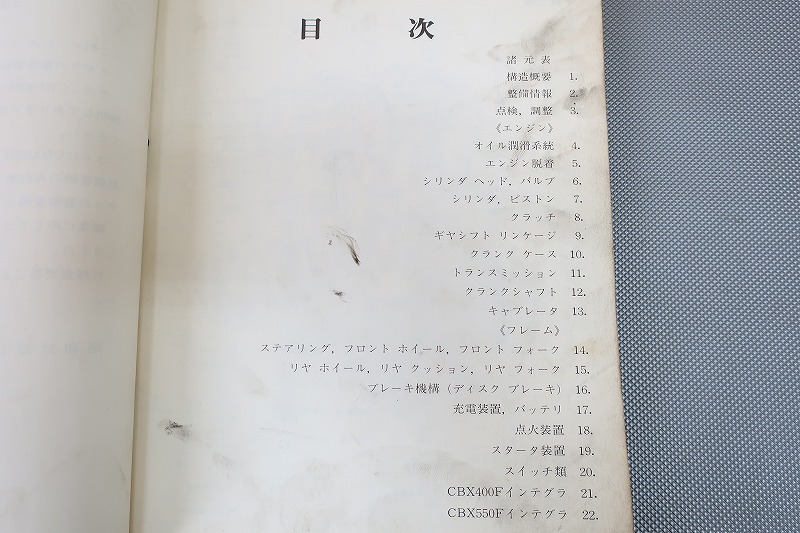 目 次
諸 元 表
構造概要 1.
整備情報 2.
点検,調整 3.
《エンジン》
オイル潤滑系統 4.
エンジン脱着 5.
シリンダ ヘッド,バルブ 6.
シリンダ,ピストン 7.
クラッチ 8.
ギヤシフト リンケージ 9.
クランク ケース 10.
トランスミッション 11.
クランクシャフト 12.
キャブレータ 13.
《フレーム》
ステアリング,フロント ホイール,フロント フォーク 14.
リヤ ホイール,リヤ クッション,リヤ フォーク 15.
ブレーキ機構(ディスク ブレーキ) 16.
充電装置,バッテリ 17.
点火装置 18.
スタータ装置 19.
スイッチ類 20.
CBX400Fインテグラ 21.
CBX550Fインテグラ 22.